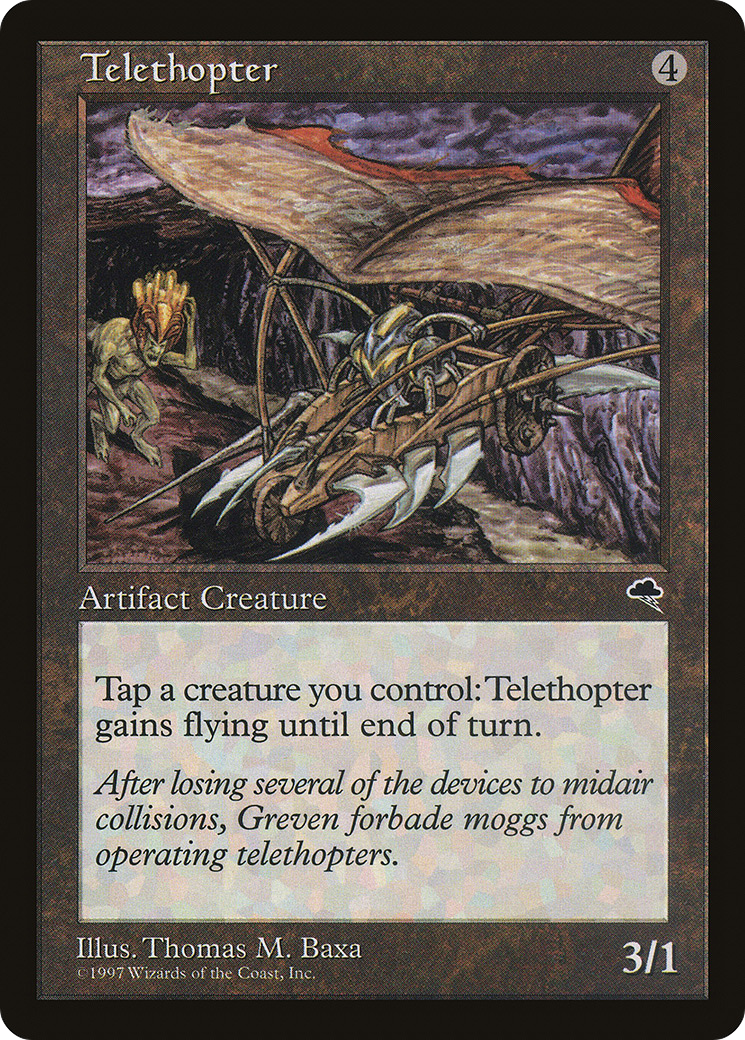 Telethopter
4
Artifact Creature
Tap a creature you control: Telethopter
gains flying until end of turn.
After losing several of the devices to midair
collisions, Greven forbade moggs from
operating telethopters.
Illus. Thomas M. Baxa
©1997 Wizards of the Coast, Inc.
3/1